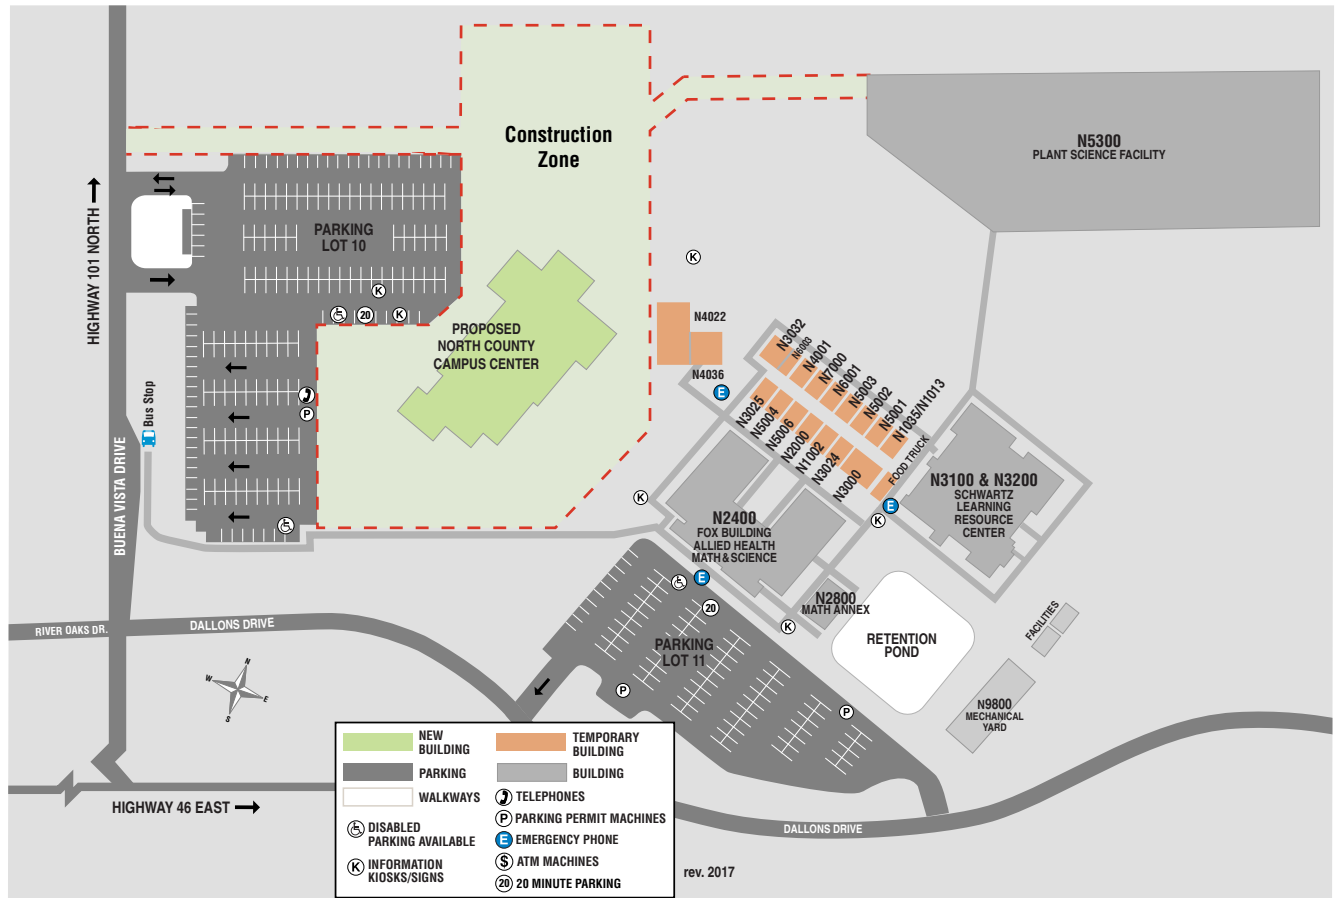 Construction
Zone
N5300
PLANT SCIENCE FACILITY
HIGHWAY 101 NORTH
PARKING
LOT 10
K
K
K
20
PROPOSED
NORTH COUNTY
CAMPUS CENTER
N4022
N4036
E
N3032
N6003
N4001
N7000
N6001
N5003
N5002
N5001
N1035/N1013
N3025
N5004
N5006
N2000
N1002
N3024
N3000
FOOD TRUCK
P
Bus Stop
BUENA VISTA DRIVE
K
E
K
N3100 & N3200
SCHWARTZ
LEARNING
RESOURCE
CENTER
N2400
FOX BUILDING
ALLIED HEALTH
MATH & SCIENCE
E
20
N2800
MATH ANNEX
K
RETENTION
POND
FACILITIES
RIVER OAKS DR.
DALLONS DRIVE
PARKING
LOT 11
P
P
N
W
E
S
N9800
MECHANICAL
YARD
HIGHWAY 46 EAST
DALLONS DRIVE
NEW
BUILDING
PARKING
WALKWAYS
DISABLED
PARKING AVAILABLE
K INFORMATION
KIOSKS/SIGNS
TEMPORARY
BUILDING
BUILDING
TELEPHONES
P PARKING PERMIT MACHINES
E EMERGENCY PHONE
$ ATM MACHINES
20 20 MINUTE PARKING
rev. 2017